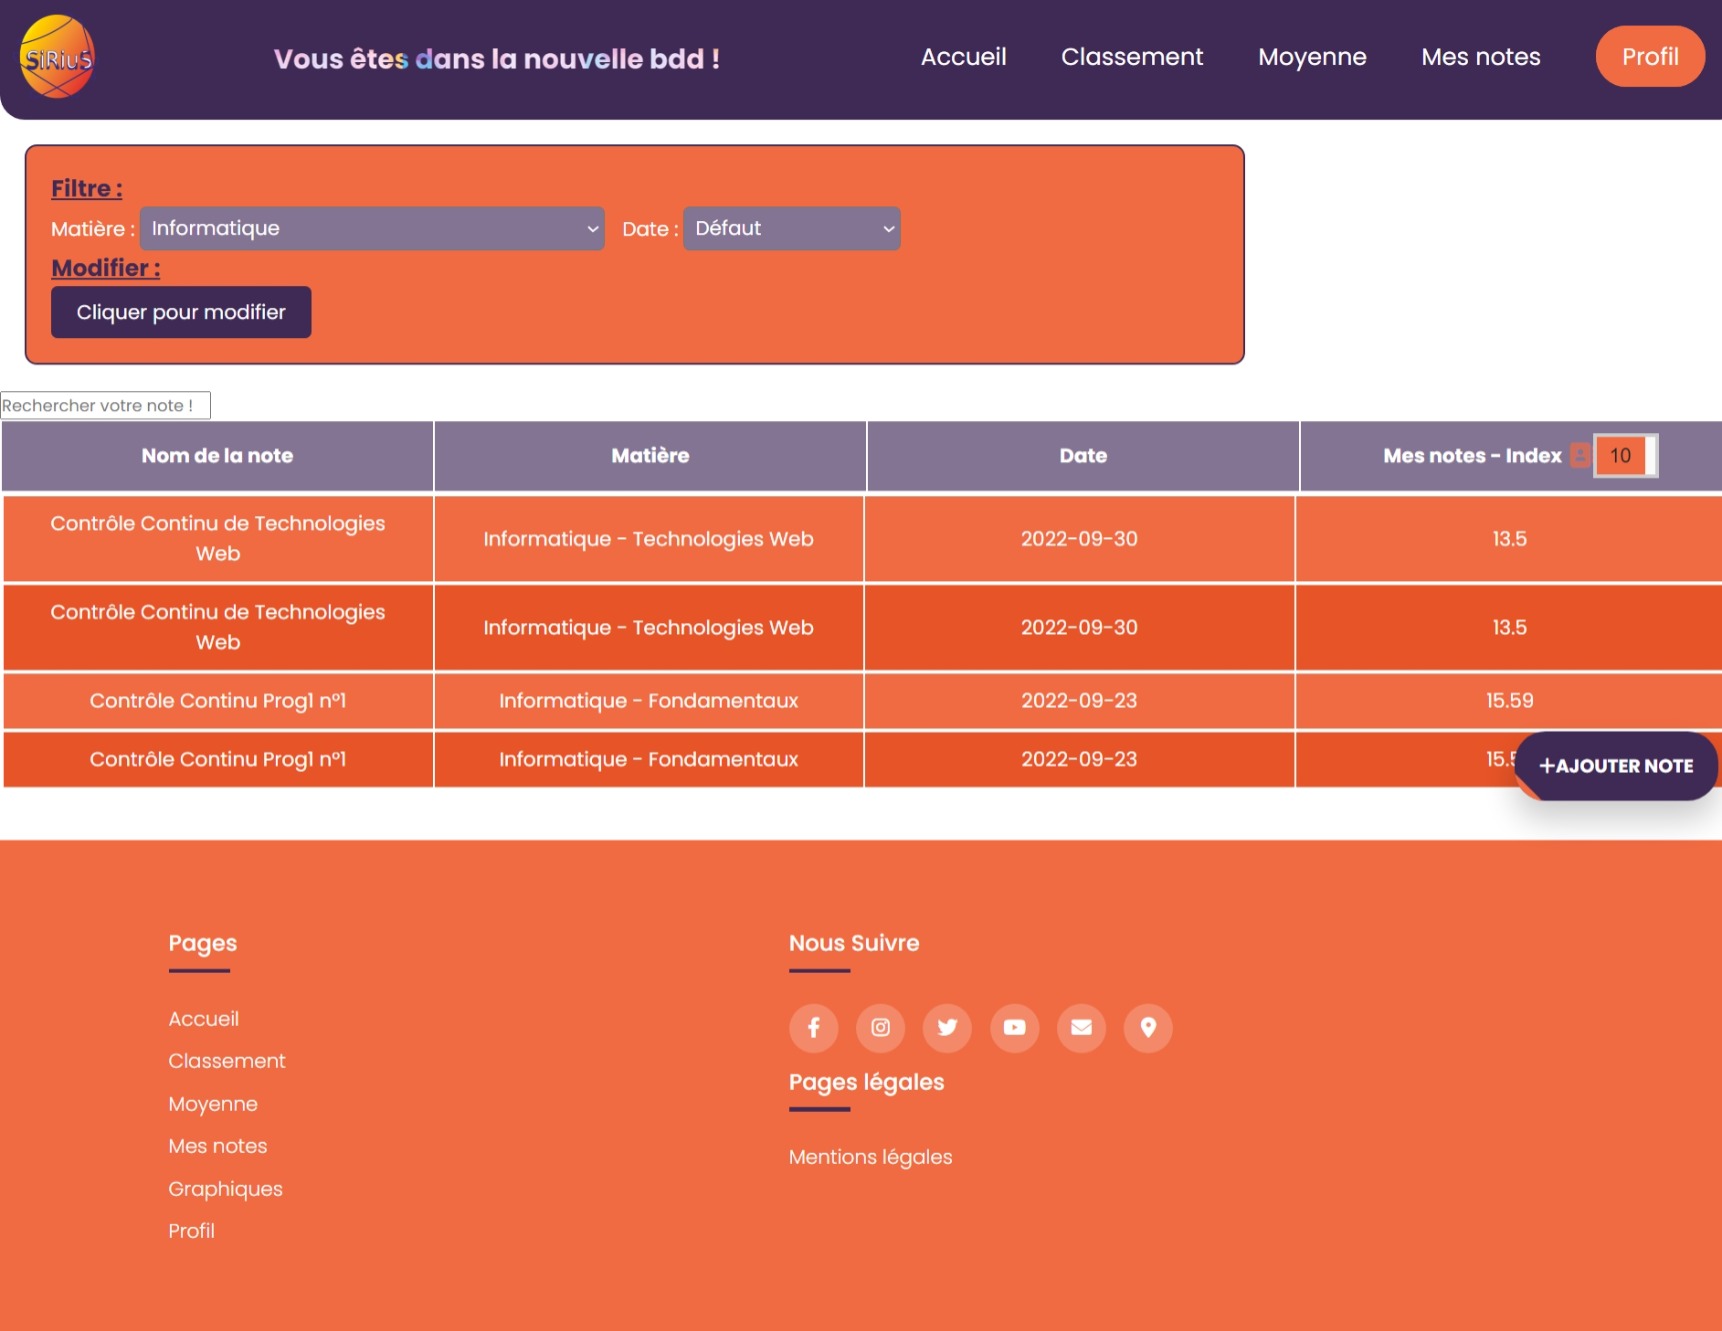 SiRiuS
Vous êtes dans la nouvelle bdd !
Accueil
Classement
Moyenne
Mes notes
Profil
Filtre :
Matière : Informatique
Date : Défaut
Modifier :
Cliquer pour modifier
Rechercher votre note !
Nom de la note
Matière
Date
Mes notes - Index
10
Contrôle Continu de Technologies
Web
Informatique - Technologies Web
2022-09-30
13.5
Contrôle Continu de Technologies
Web
Informatique - Technologies Web
2022-09-30
13.5
Contrôle Continu Prog1 n°1
Informatique - Fondamentaux
2022-09-23
15.59
Contrôle Continu Prog1 n°1
Informatique - Fondamentaux
2022-09-23
+AJOUTER NOTE
Pages
Accueil
Classement
Moyenne
Mes notes
Graphiques
Profil
Nous Suivre
Pages légales
Mentions légales